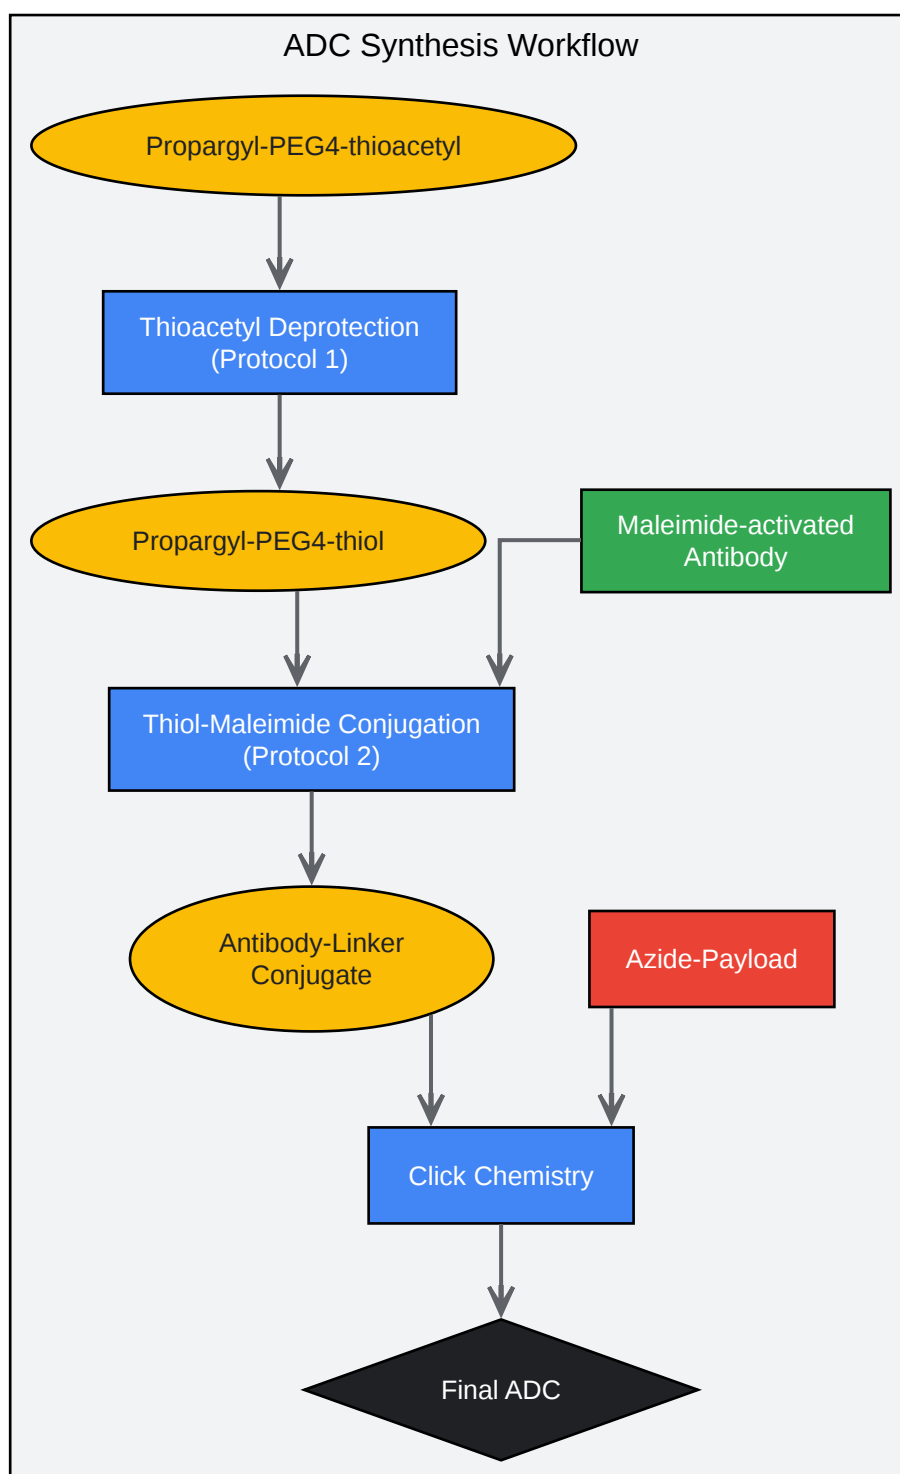 ADC Synthesis Workflow
Propargyl-PEG4-thioacetyl
Thioacetyl Deprotection
(Protocol 1)
Propargyl-PEG4-thiol
Maleimide-activated
Antibody
Thiol-Maleimide Conjugation
(Protocol 2)
Antibody-Linker
Conjugate
Azide-Payload
Click Chemistry
Final ADC